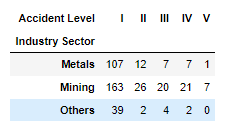 Accident Level I II III IV V
Industry Sector
Metals 107 12 7 7 1
Mining 163 26 20 21 7
Others 39 2 4 2 0